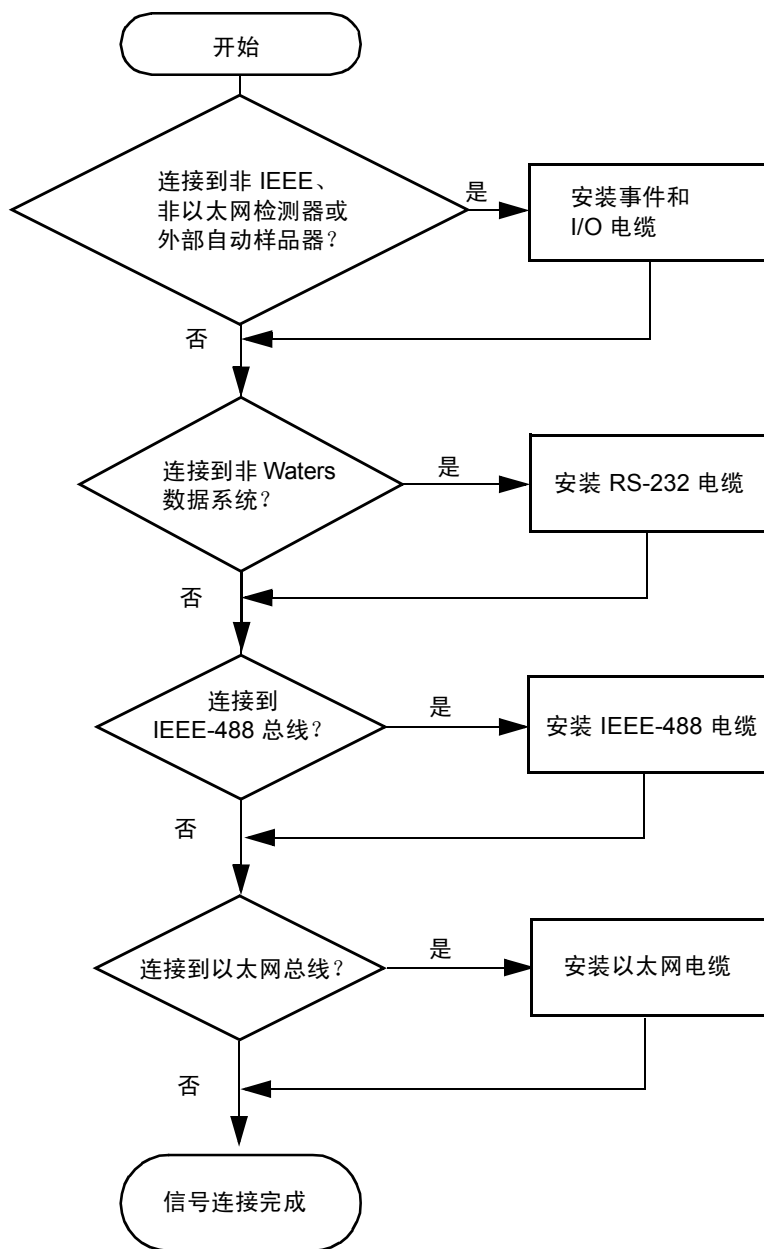 开始
连接到非 IEEE、
非以太网检测器或
外部自动样品器？
是
安装事件和
I/O 电缆
否
连接到非 Waters
数据系统？
是
安装 RS-232 电缆
否
连接到
IEEE-488 总线？
是
安装 IEEE-488 电缆
否
连接到以太网总线？
是
安装以太网电缆
否
信号连接完成